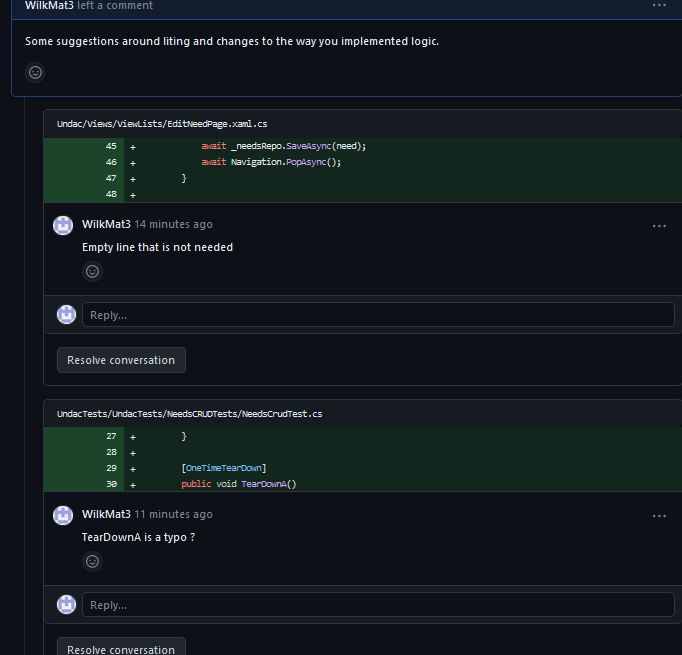 WilkMat3 left a comment
Some suggestions around liting and changes to the way you implemented logic.
Undac/Views/ViewLists/EditNeedPage.xaml.cs
45 + await _needsRepo.SaveAsync(need);
46 + await Navigation.PopAsync();
47 + }
48 +
WilkMat3 14 minutes ago
Empty line that is not needed
Reply...
Resolve conversation
UndacTests/UndacTests/NeedsCRUDTests/NeedsCrudTest.cs
27 + }
28 +
29 + [OneTimeTearDown]
30 + public void TearDownA()
WilkMat3 11 minutes ago
TearDownA is a typo ?
Reply...
Resolve conversation